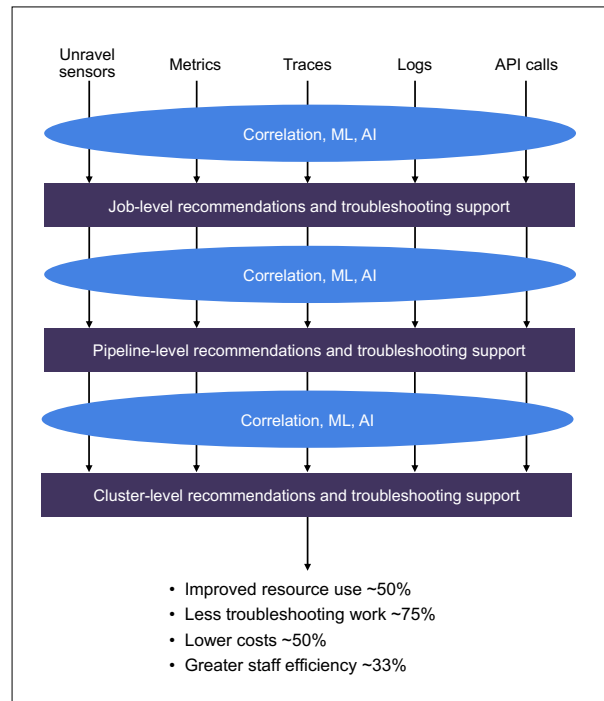 Unravel
sensors
Metrics
Traces
Logs
API calls
Correlation, ML, AI
Job-level recommendations and troubleshooting support
Correlation, ML, AI
Pipeline-level recommendations and troubleshooting support
Correlation, ML, AI
Cluster-level recommendations and troubleshooting support
• Improved resource use ~50%
• Less troubleshooting work ~75%
• Lower costs ~50%
• Greater staff efficiency ~33%